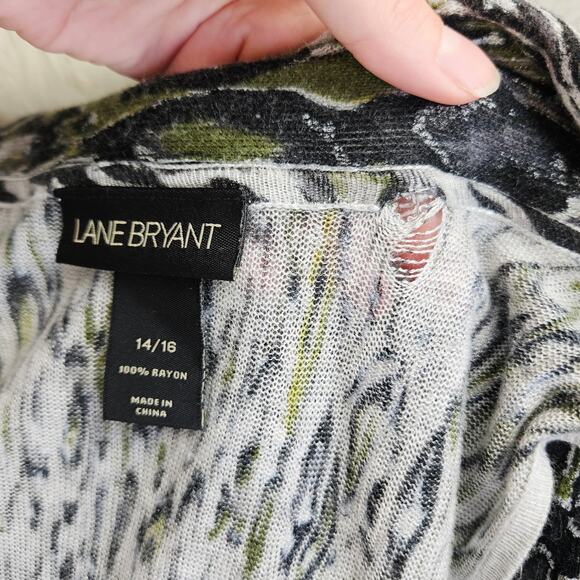 LANE BRYANT
14/16
100% RAYON
MADE IN
CHINA